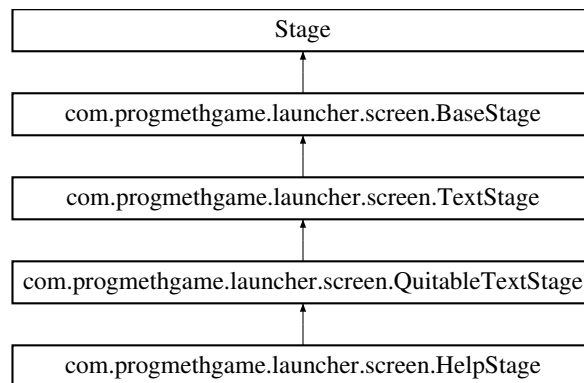 Stage
com.progmethgame.launcher.screen.BaseStage
com.progmethgame.launcher.screen.TextStage
com.progmethgame.launcher.screen.QuitableTextStage
com.progmethgame.launcher.screen.HelpStage